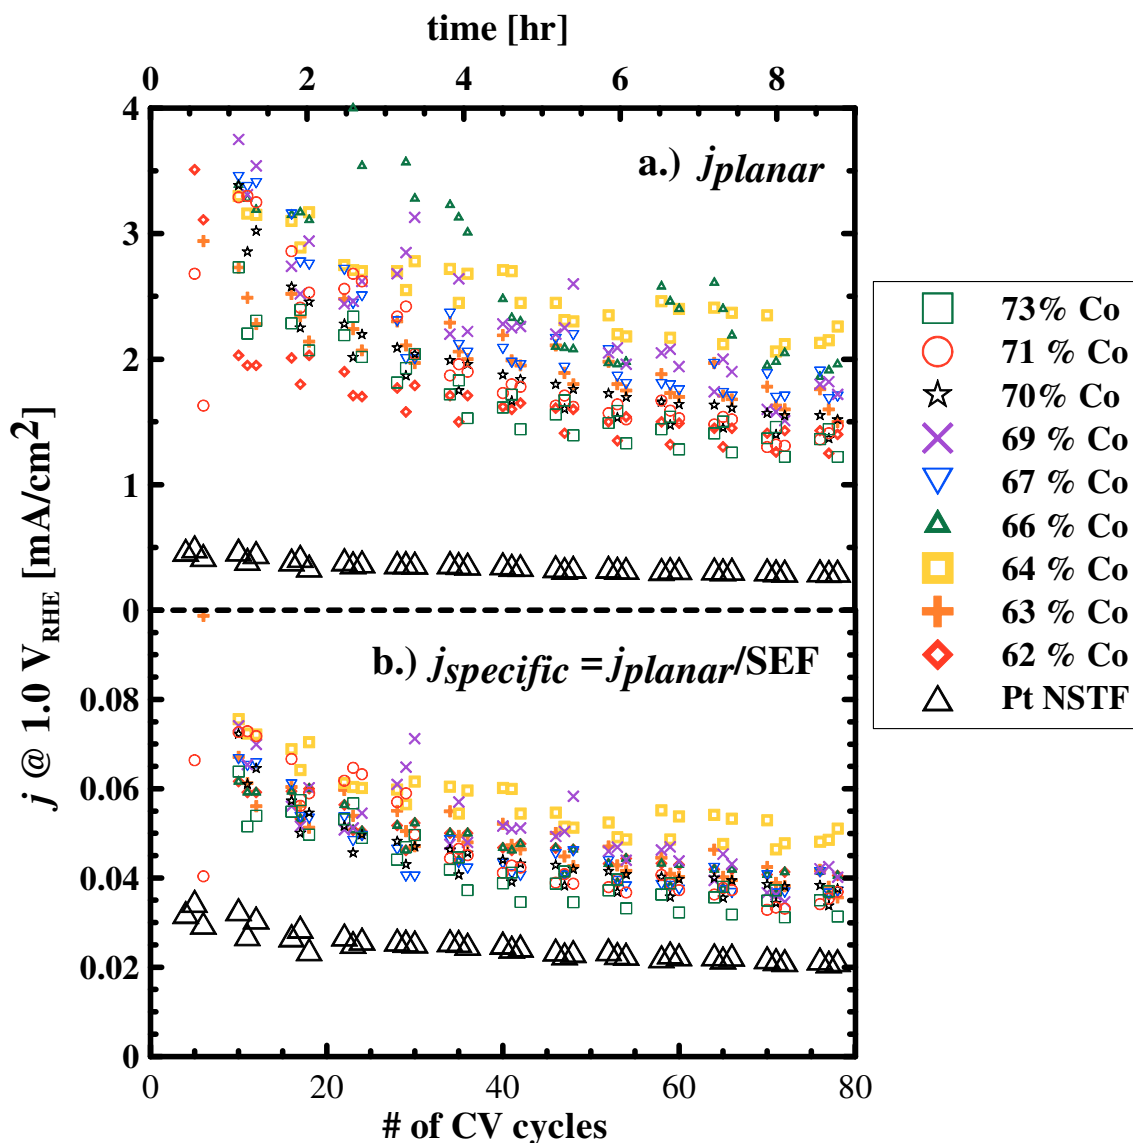 time [hr]
0 2 4 6 8
4
a.) jplanar
3
2
1
0
j @ 1.0 VRHE [mA/cm2]
b.) jspecific = jplanar/SEF
0.08
0.06
0.04
0.02
0
0 20 40 60 80
# of CV cycles
73% Co
71 % Co
70% Co
69 % Co
67 % Co
66 % Co
64 % Co
63 % Co
62 % Co
Pt NSTF